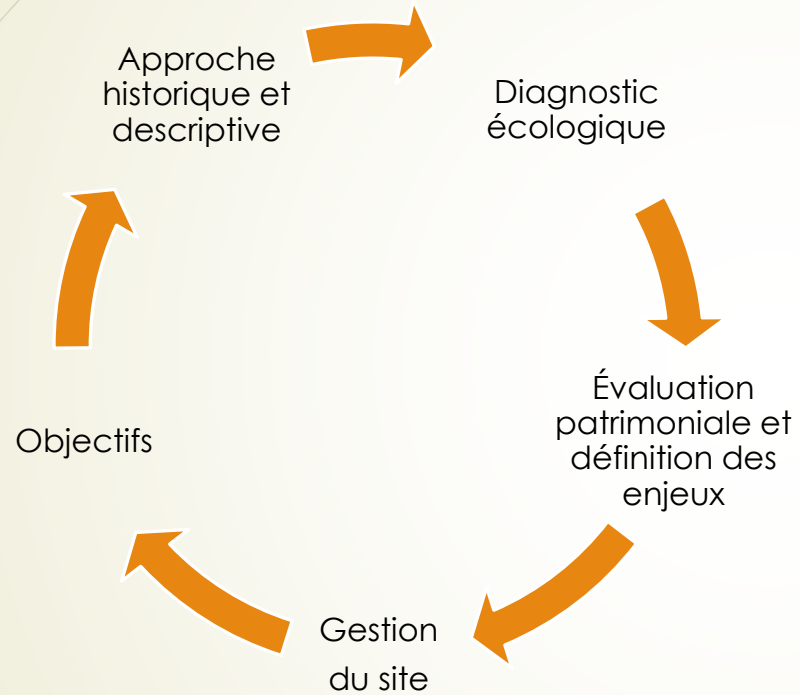 Approche
historique et
descriptive
Diagnostic
écologique
Évaluation
patrimoniale et
définition des
enjeux
Gestion
du site
Objectifs